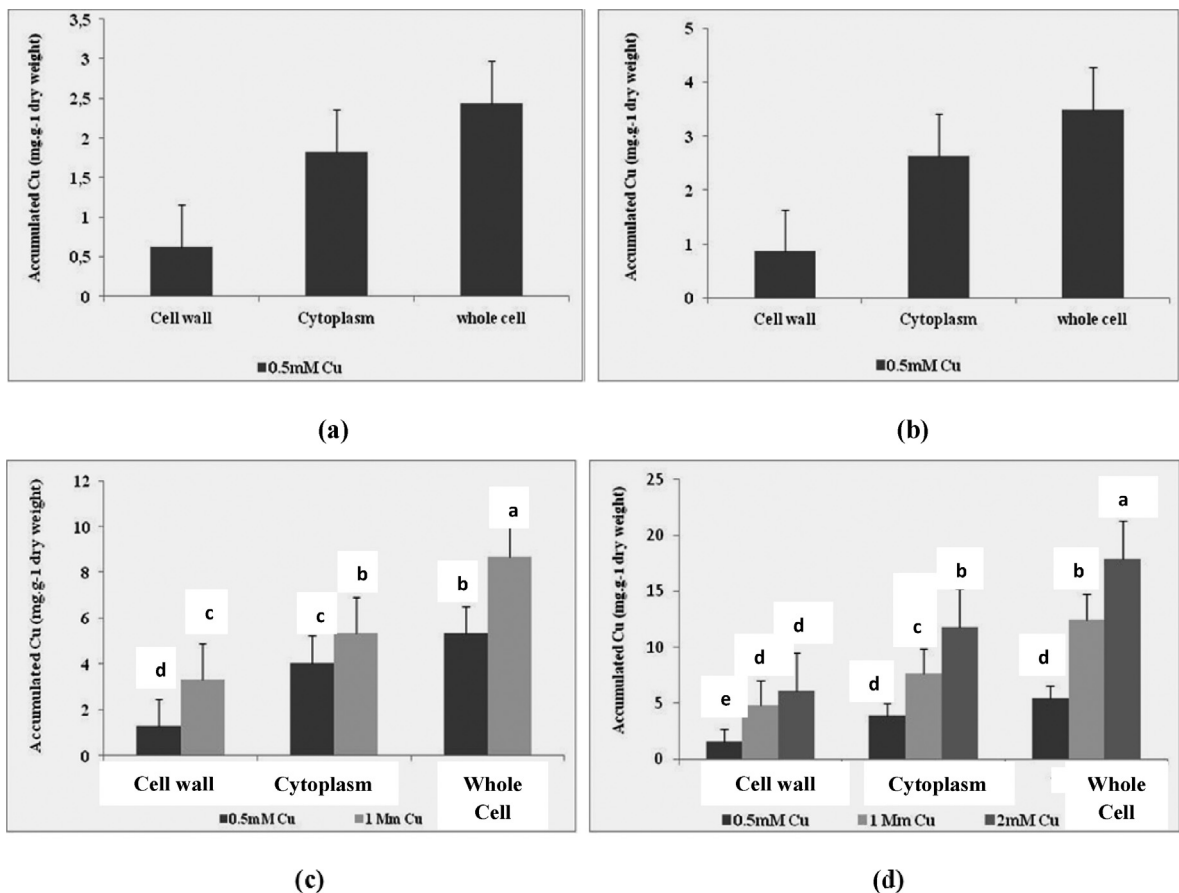 Accumulated Cu (mg.g-1 dry weight)
3,5
3
2,5
2
1,5
1
0,5
0
Cell wall Cytoplasm whole cell
■0.5mM Cu
(a)
Accumulated Cu (mg.g-1 dry weight)
5
4
3
2
1
0
Cell wall Cytoplasm whole cell
■0.5mM Cu
(b)
Accumulated Cu (mg.g-1 dry weight)
12
10
8
6
4
2
0
d c c b b a
Cell wall Cytoplasm Whole
Cell
■0.5mM Cu ■1 Mm Cu
(c)
Accumulated Cu (mg.g-1 dry weight)
25
20
15
10
5
0
e d d d c b d b a
Cell wall Cytoplasm Whole
Cell
■0.5mM Cu ■1 Mm Cu ■2mM Cu
(d)